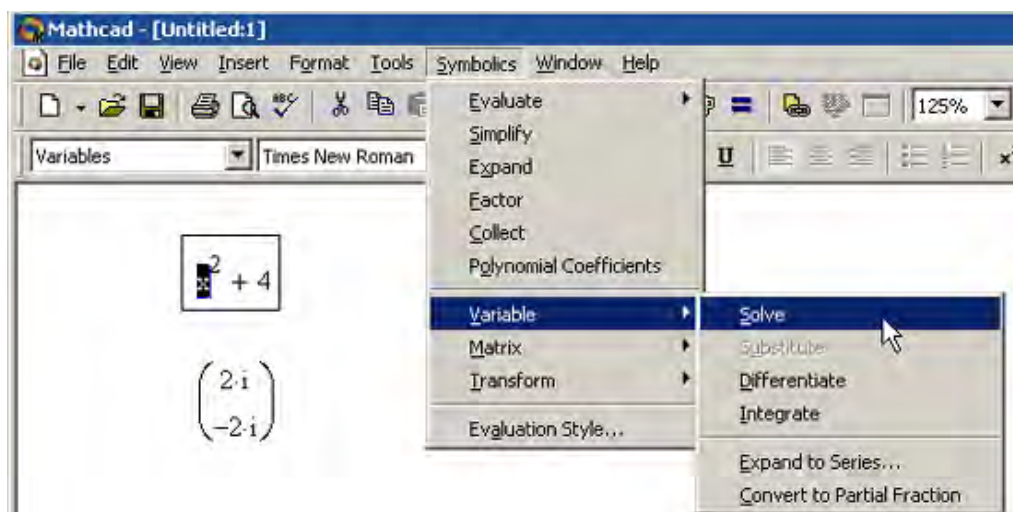 Mathcad - [Untitled:1]
File Edit View Insert Format Tools Symbolics Window Help
125%
Variables Times New Roman U
Evaluate
Simplify
Expand
Factor
Collect
Polynomial Coefficients
x² + 4
Variable
Solve
Matrix
Substitute
2·i
Transform
Differentiate
−2·i
Integrate
Evaluation Style...
Expand to Series...
Convert to Partial Fraction